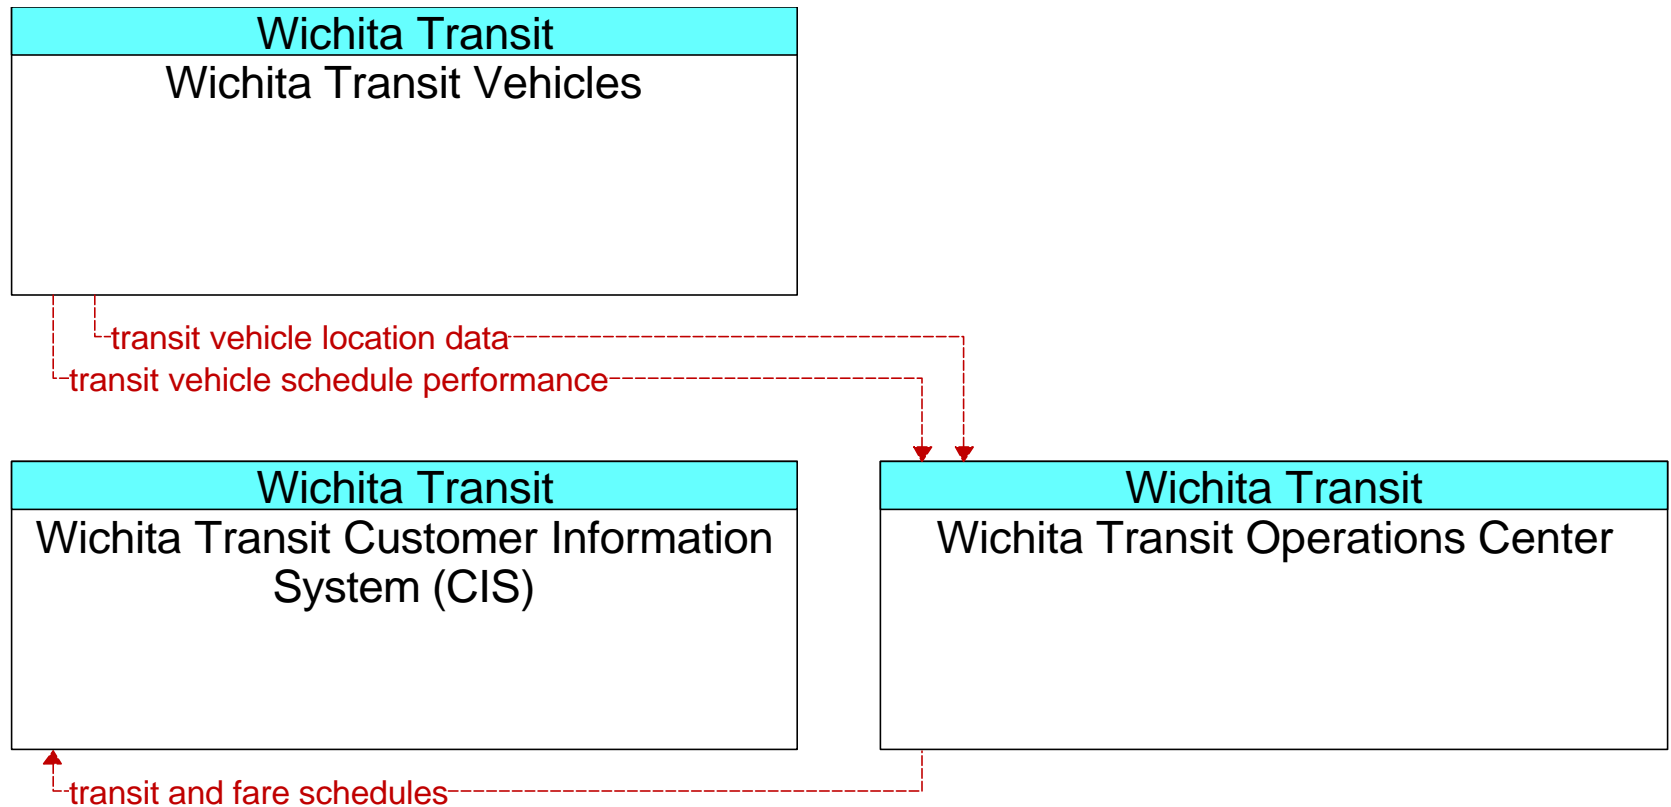 Wichita Transit
Wichita Transit Vehicles
transit vehicle location data
transit vehicle schedule performance
Wichita Transit
Wichita Transit Customer Information
System (CIS)
Wichita Transit
Wichita Transit Operations Center
transit and fare schedules